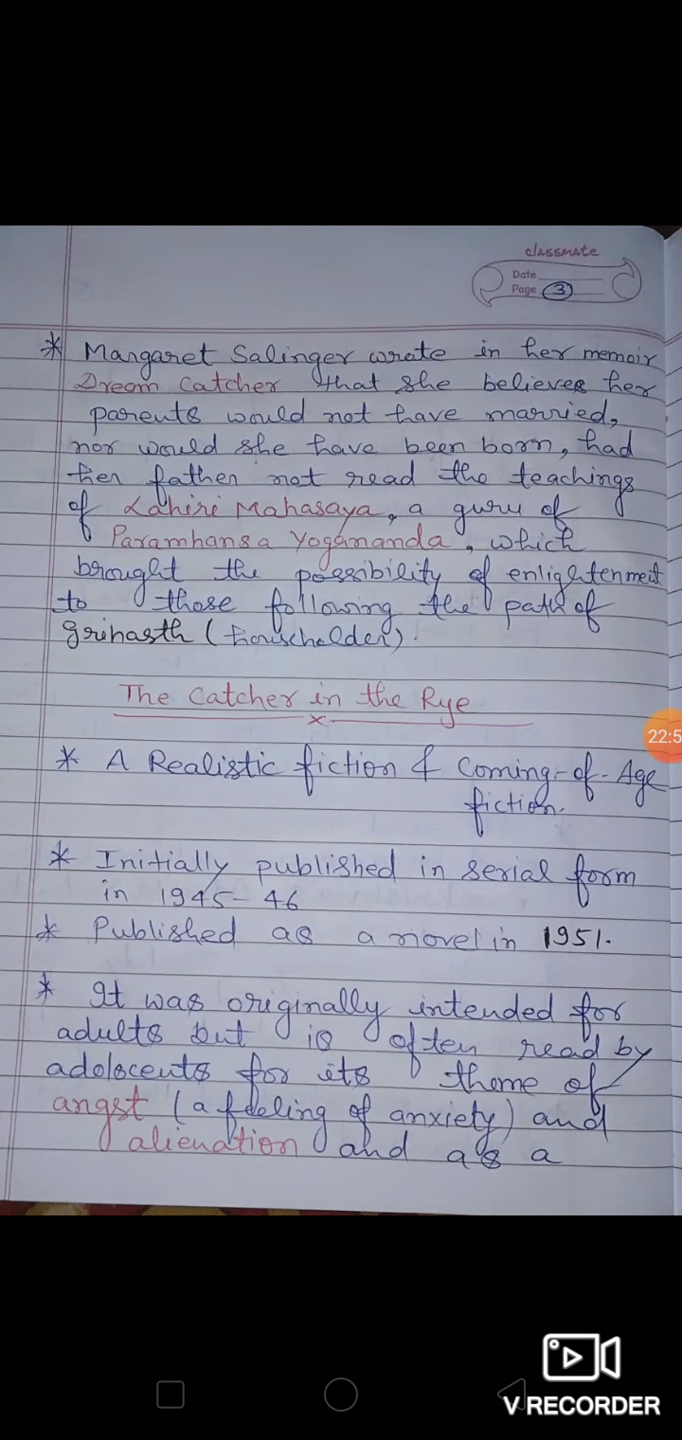 classmate
Date
Page 3
* Margaret Salinger wrote in her memoir
Dream Catcher that she believes her
parents would not have married,
nor would she have been born, had
her father not read the teachings
of Lahiri Mahasaya, a guru of
Paramhansa Yogananda, which
brought the possibility of enlightenment
to those following the path of
grihasth (householder).
The Catcher in the Rye
x
* A Realistic fiction & Coming-of-Age
fiction.
* Initially published in serial form
in 1945-46
* Published as a novel in 1951.
* It was originally intended for
adults but is often read by
adolocents for its theme of
angst (a feeling of anxiety) and
alienation and as a
22:5
V RECORDER